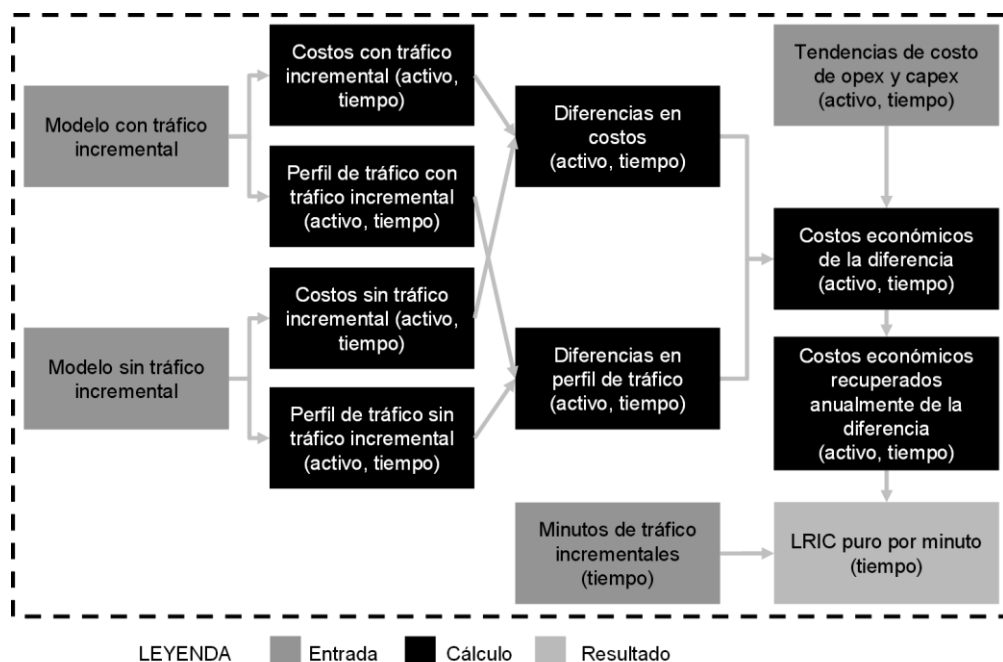 Modelo con tráfico
incremental
Modelo sin tráfico
incremental
Costos con tráfico
incremental (activo,
tiempo)
Perfil de tráfico con
tráfico incremental
(activo, tiempo)
Costos sin tráfico
incremental (activo,
tiempo)
Perfil de tráfico sin
tráfico incremental
(activo, tiempo)
Diferencias en
costos
(activo, tiempo)
Diferencias en
perfil de tráfico
(activo, tiempo)
Minutos de tráfico
incrementales
(tiempo)
Tendencias de costo
de opex y capex
(activo, tiempo)
Costos económicos
de la diferencia
(activo, tiempo)
Costos económicos
recuperados
anualmente de la
diferencia
(activo, tiempo)
LRIC puro por minuto
(tiempo)
LEYENDA
Entrada
Cálculo
Resultado